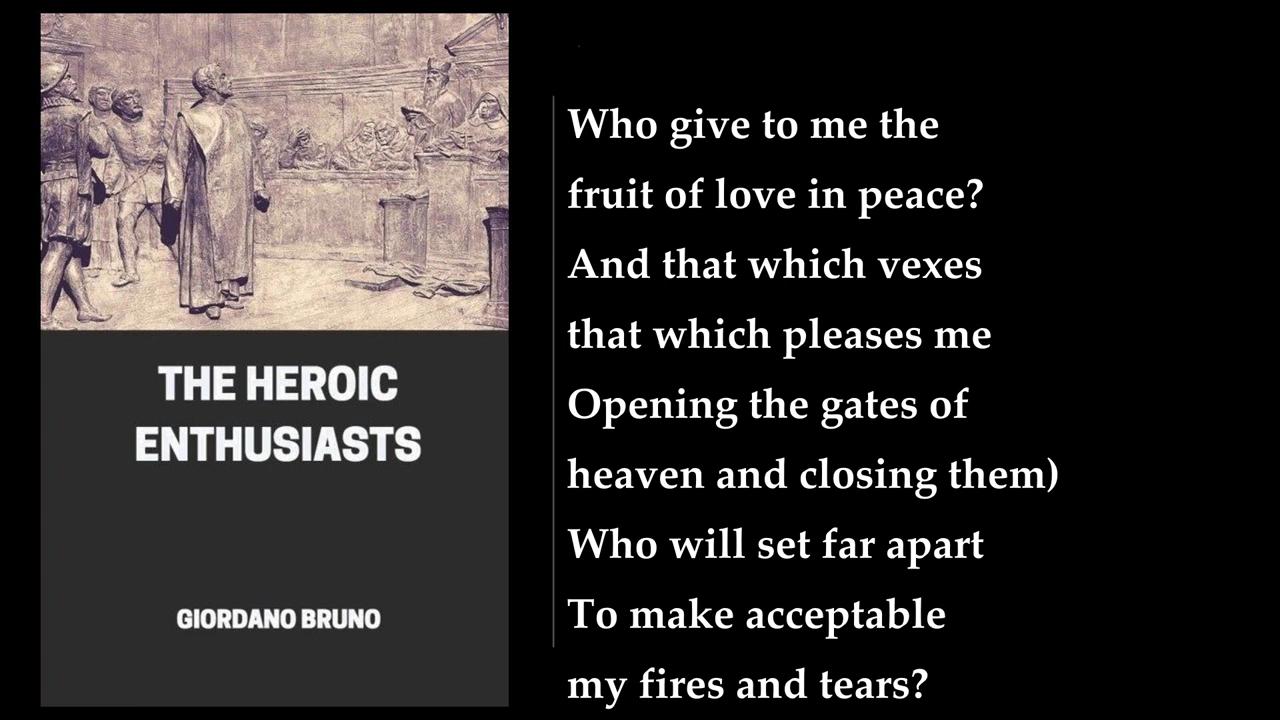 THE HEROIC
ENTHUSIASTS
GIORDANO BRUNO
Who give to me the
fruit of love in peace?
And that which vexes
that which pleases me
Opening the gates of
heaven and closing them)
Who will set far apart
To make acceptable
my fires and tears?